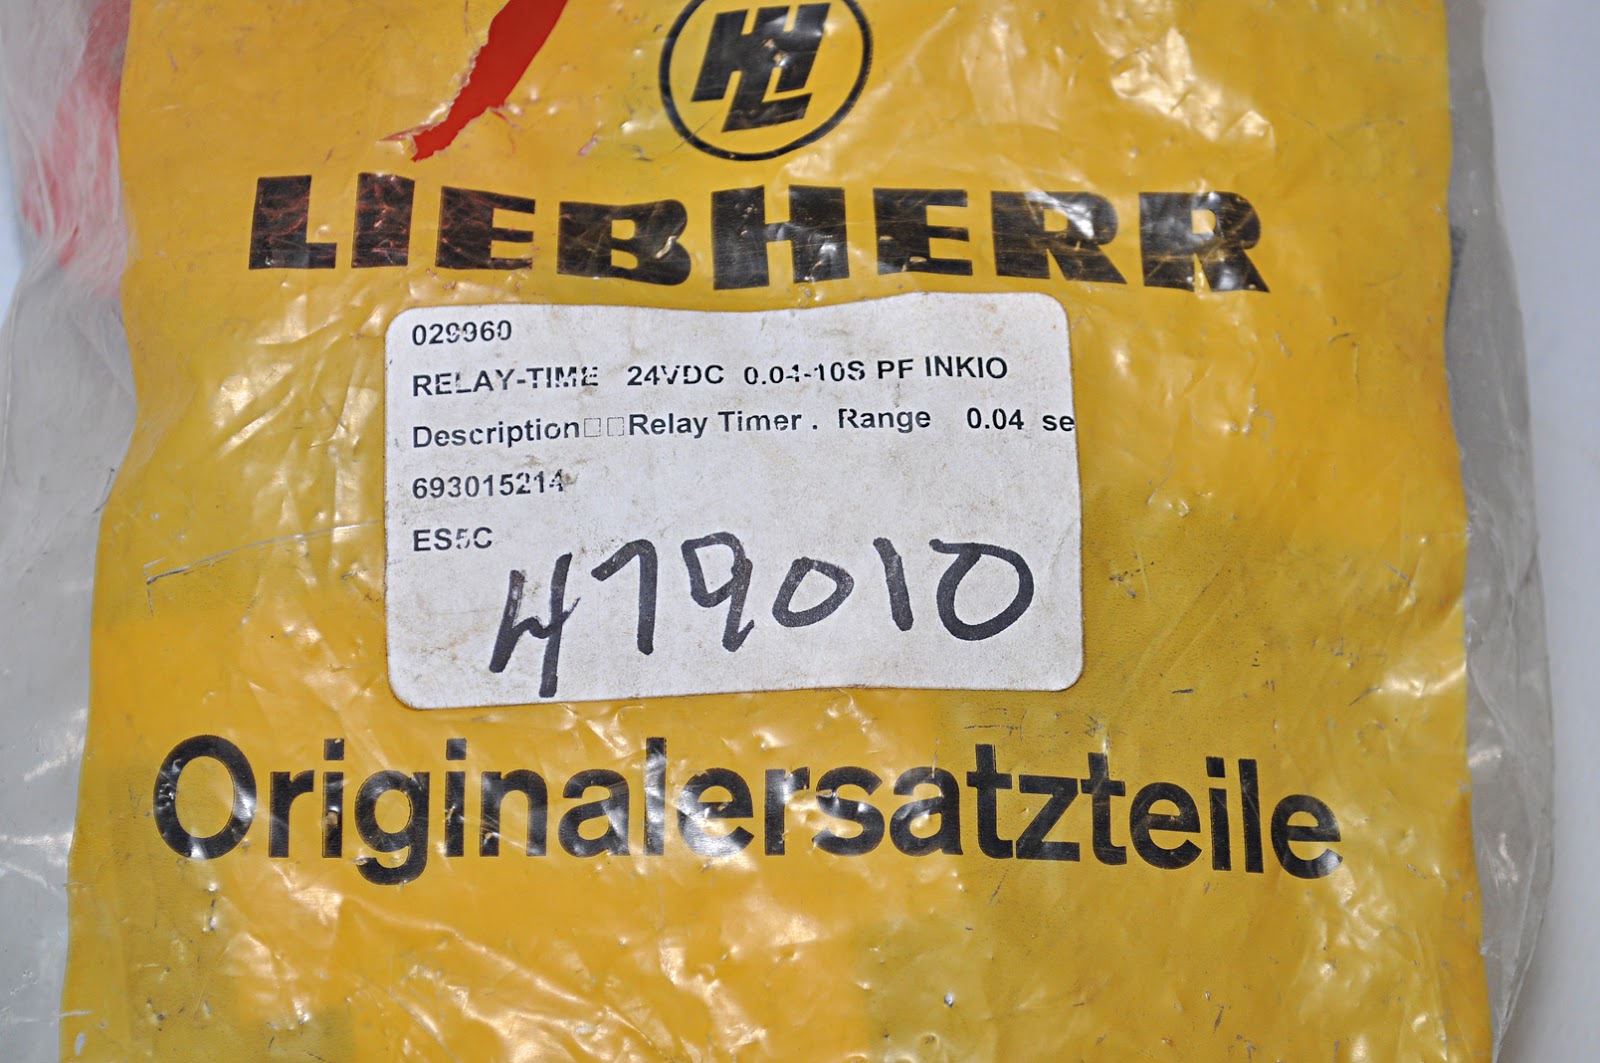 HL
LIEBHERR
029960
RELAY-TIME 24VDC 0.04-10S PF INKIO
Description□□Relay Timer . Range 0.04 se
693015214
ES5C
479010
Originalersatzteile